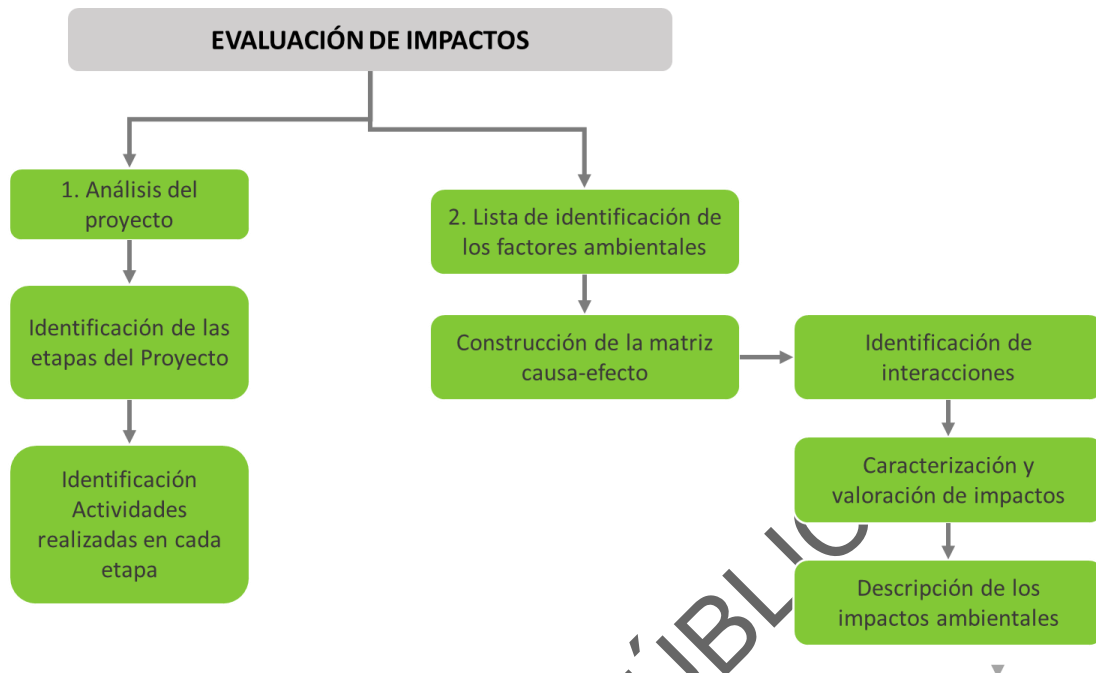 EVALUACIÓN DE IMPACTOS
1. Análisis del
proyecto
Identificación de las
etapas del Proyecto
Identificación
Actividades
realizadas en cada
etapa
2. Lista de identificación de
los factores ambientales
Construcción de la matriz
causa-efecto
Identificación de
interacciones
Caracterización y
valoración de impactos
Descripción de los
impactos ambientales